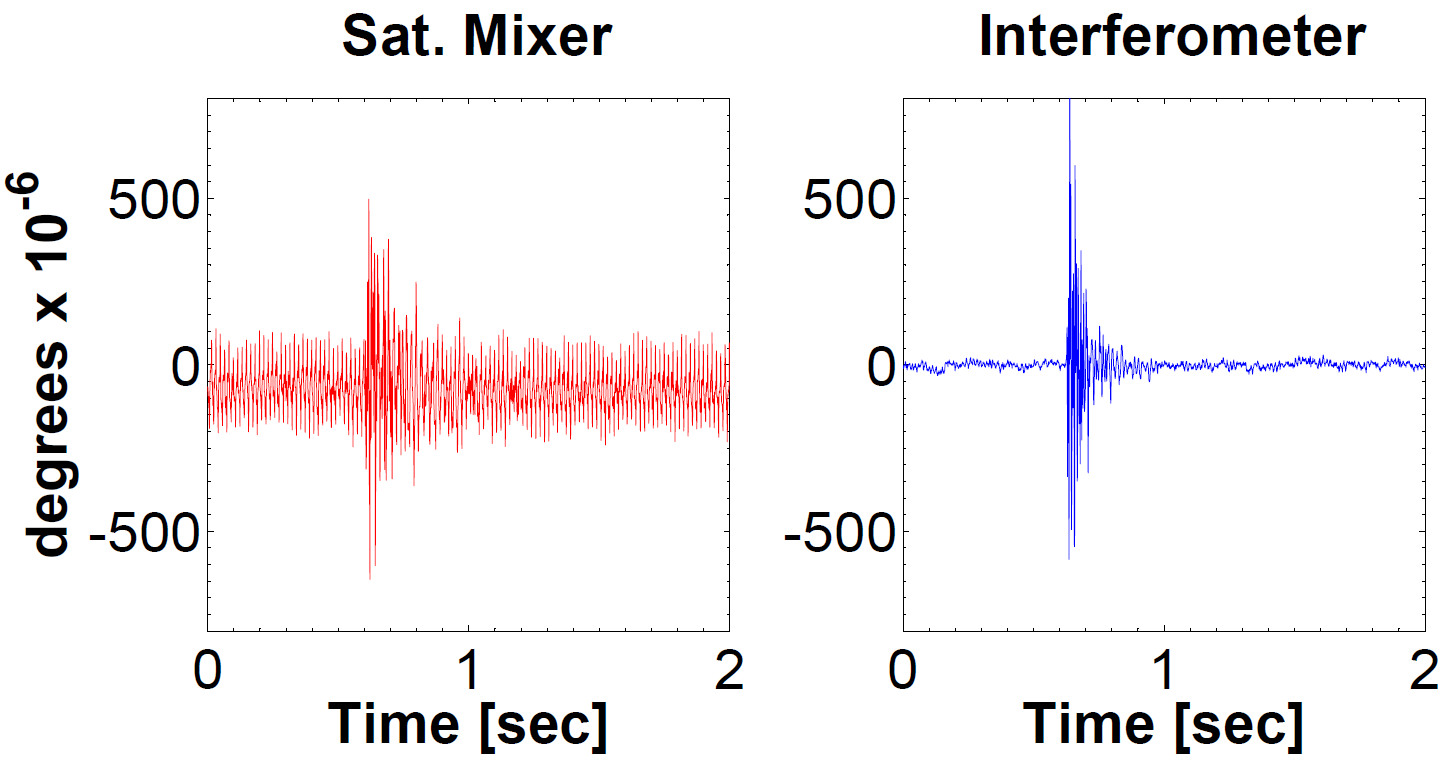 Sat. Mixer
degrees x 10-6
500
0
-500
0 1 2
Time [sec]
Interferometer
500
0
-500
0 1 2
Time [sec]